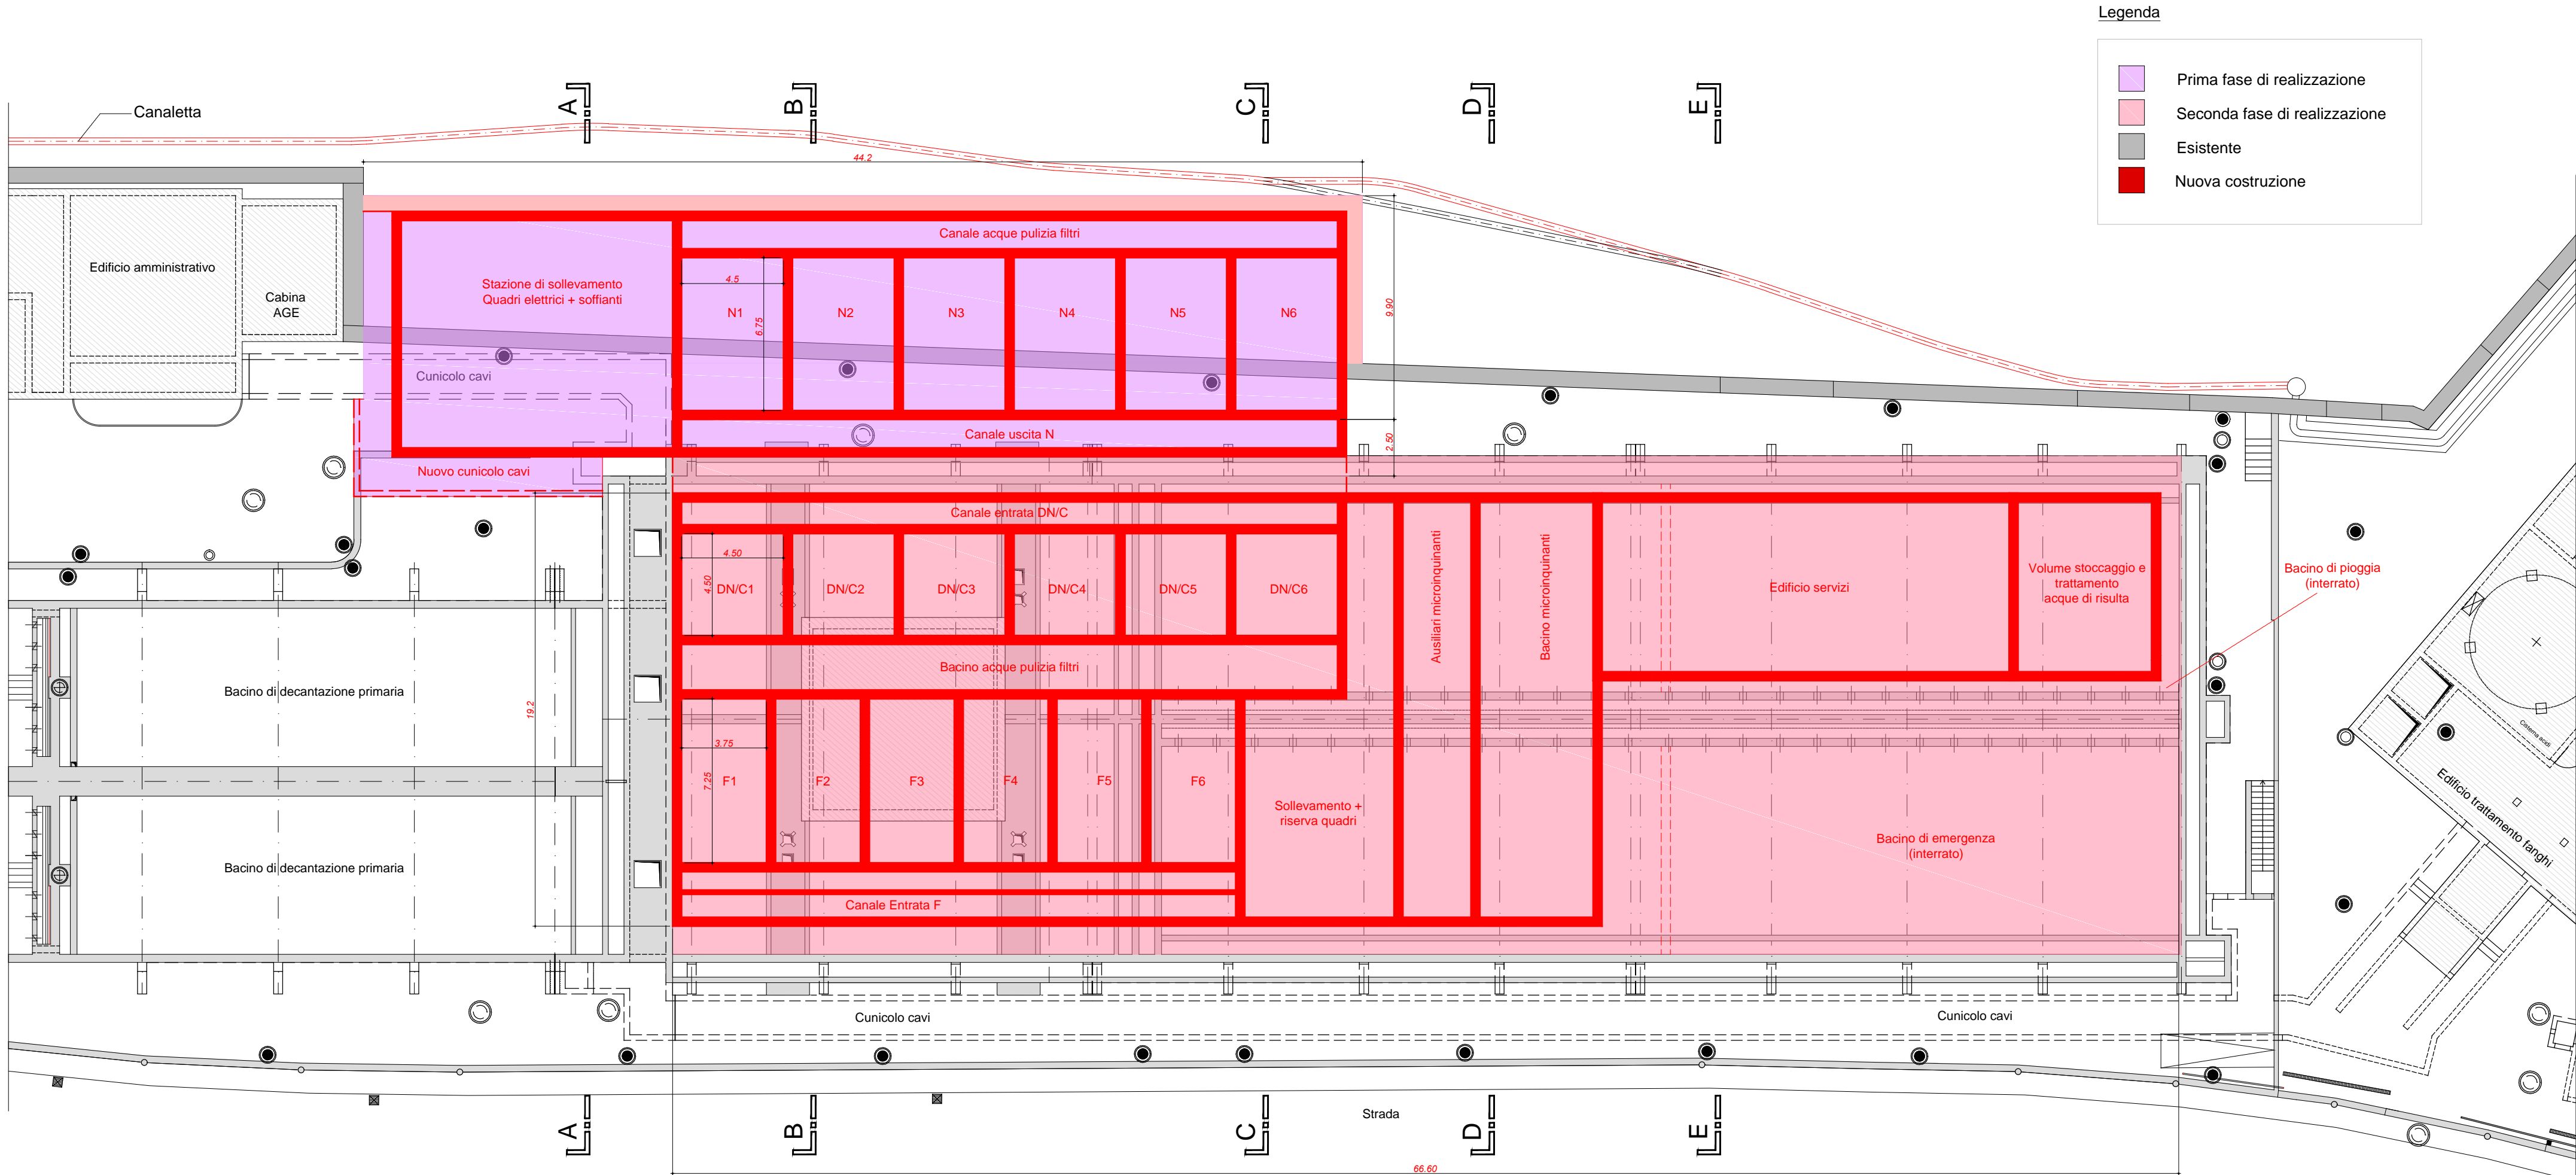 Legenda
Prima fase di realizzazione
Seconda fase di realizzazione
Esistente
Nuova costruzione
Canaletta
A
B
C
D
E
44.2
Canale acque pulizia filtri
Edificio amministrativo
Cabina
AGE
Stazione di sollevamento
Quadri elettrici + soffianti
4.5
6.75
9.90
N1
N2
N3
N4
N5
N6
Cunicolo cavi
Canale uscita N
2.50
Nuovo cunicolo cavi
Canale entrata DN/C
4.50
4.50
DN/C1
DN/C2
DN/C3
DN/C4
DN/C5
DN/C6
Ausiliari microinquinanti
Bacino microinquinanti
Edificio servizi
Volume stoccaggio e
trattamento
acque di risulta
Bacino di pioggia
(interrato)
Bacino acque pulizia filtri
Bacino di decantazione primaria
19.2
3.75
7.25
F1
F2
F3
F4
F5
F6
Sollevamento +
riserva quadri
Bacino di emergenza
(interrato)
Cisterna acidi
Edificio trattamento fanghi
Bacino di decantazione primaria
Canale Entrata F
Cunicolo cavi
Cunicolo cavi
Strada
A
B
C
D
E
66.60